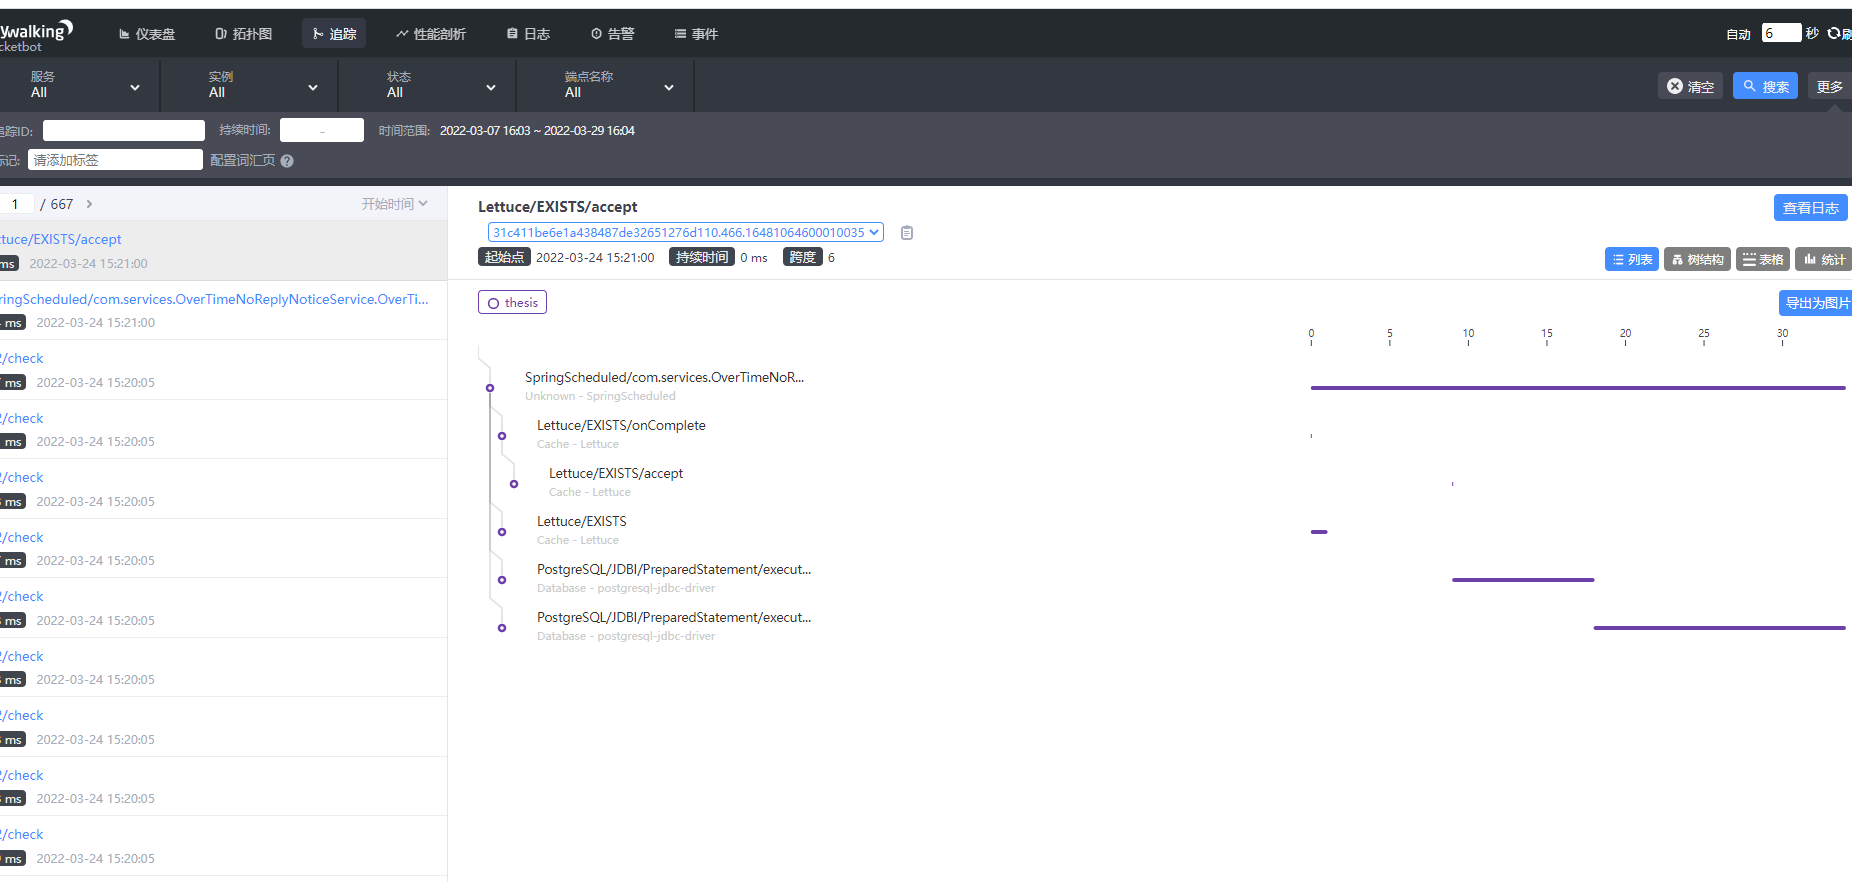 ywalking
cketbot
仪表盘
拓扑图
追踪
性能剖析
日志
告警
事件
自动 6 秒 刷
服务
All
实例
All
状态
All
端点名称
All
清空
搜索
更多
追踪ID:
持续时间: -
时间范围: 2022-03-07 16:03 ~ 2022-03-29 16:04
标记: 请添加标签 配置词汇页 ?
1 / 667
开始时间
tuce/EXISTS/accept
ms 2022-03-24 15:21:00
ringScheduled/com.services.OverTimeNoReplyNoticeService.OverTi...
ms 2022-03-24 15:21:00
/check
ms 2022-03-24 15:20:05
/check
ms 2022-03-24 15:20:05
/check
ms 2022-03-24 15:20:05
/check
ms 2022-03-24 15:20:05
/check
ms 2022-03-24 15:20:05
/check
ms 2022-03-24 15:20:05
/check
ms 2022-03-24 15:20:05
/check
ms 2022-03-24 15:20:05
/check
ms 2022-03-24 15:20:05
Lettuce/EXISTS/accept
查看日志
31c411be6e1a438487de32651276d110.466.16481064600010035
起始点 2022-03-24 15:21:00 持续时间 0 ms 跨度 6
列表 树结构 表格 统计
thesis
导出为图片
0 5 10 15 20 25 30
SpringScheduled/com.services.OverTimeNoR...
Unknown - SpringScheduled
Lettuce/EXISTS/onComplete
Cache - Lettuce
Lettuce/EXISTS/accept
Cache - Lettuce
Lettuce/EXISTS
Cache - Lettuce
PostgreSQL/JDBI/PreparedStatement/execut...
Database - postgresql-jdbc-driver
PostgreSQL/JDBI/PreparedStatement/execut...
Database - postgresql-jdbc-driver